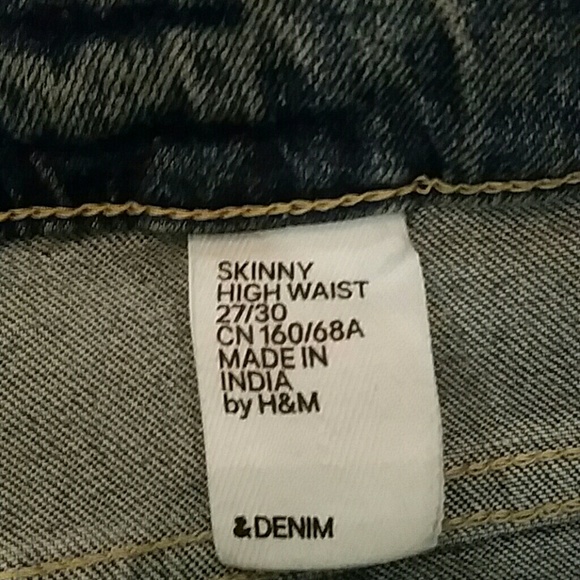 SKINNY
HIGH WAIST
27/30
CN 160/68A
MADE IN
INDIA
by H&M
&DENIM